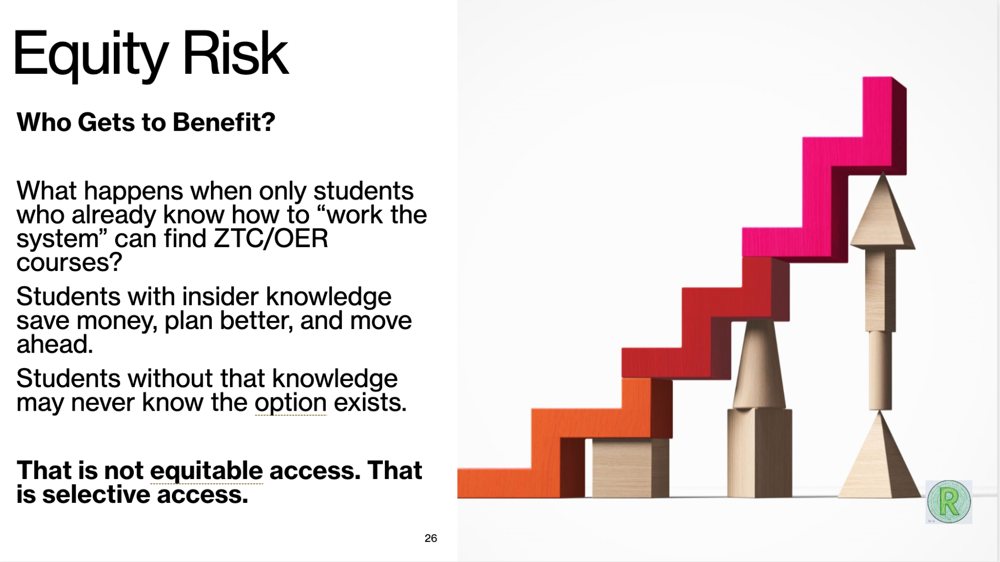 Equity Risk
Who Gets to Benefit?
What happens when only students
who already know how to “work the
system” can find ZTC/OER
courses?
Students with insider knowledge
save money, plan better, and move
ahead.
Students without that knowledge
may never know the option exists.
That is not equitable access. That
is selective access.
26
R